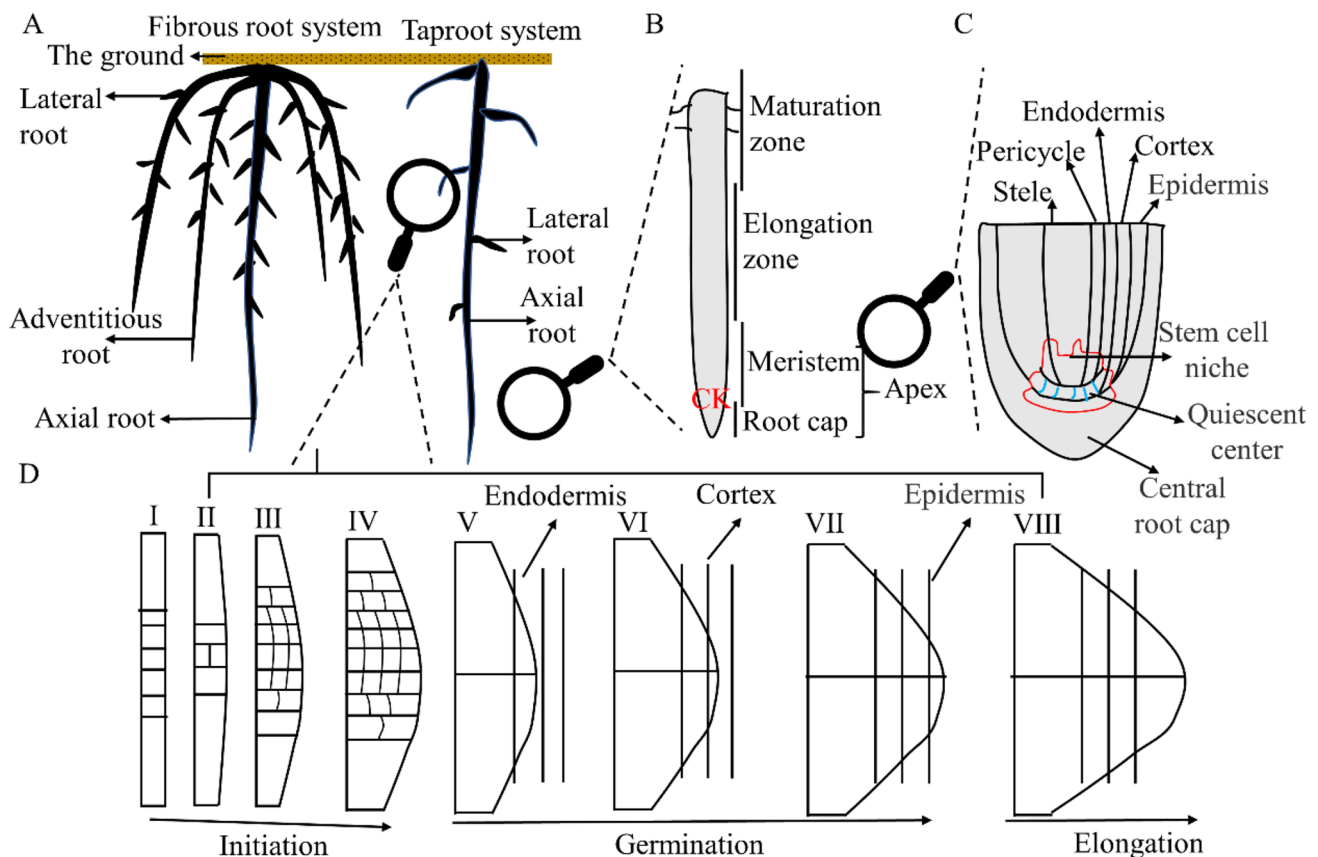 A
Fibrous root system
Taproot system
The ground
Lateral
root
Lateral
root
Axial
root
Adventitious
root
Axial root
B
Maturation
zone
Elongation
zone
Meristem
CK
Root cap
Apex
C
Endodermis
Pericycle
Cortex
Stele
Epidermis
Stem cell
niche
Quiescent
center
Central
root cap
D
I
II
III
IV
V
VI
VII
VIII
Endodermis
Cortex
Epidermis
Initiation
Germination
Elongation